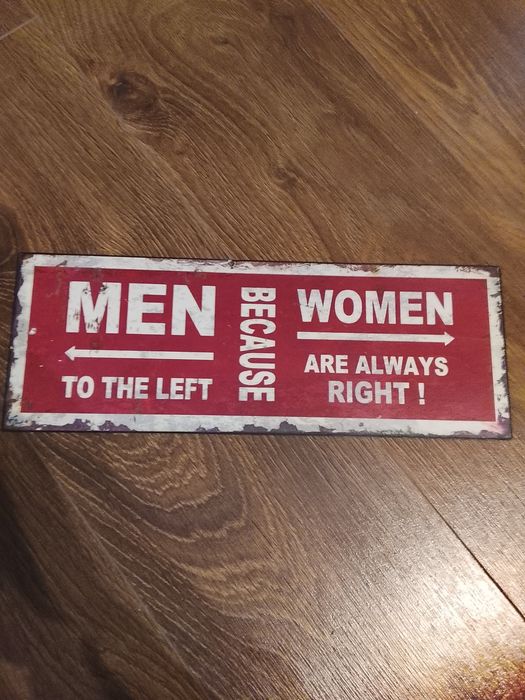 MEN
TO THE LEFT
BECAUSE
WOMEN
ARE ALWAYS
RIGHT !